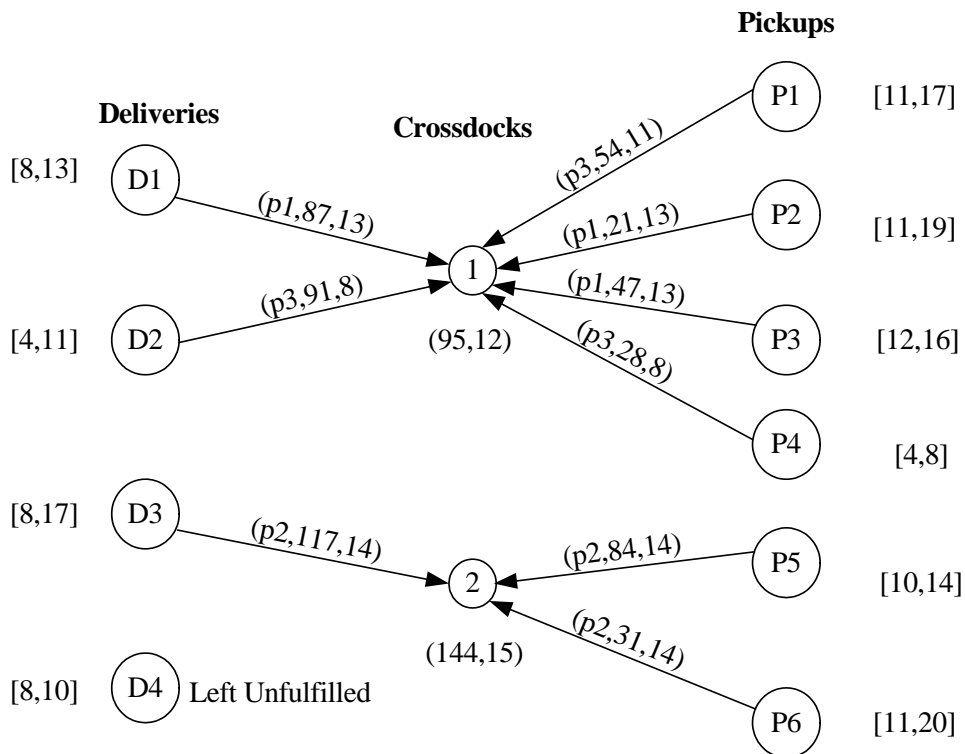 Pickups
Deliveries
Crossdocks
P1
[11,17]
[8,13]
D1
(p3,54,11)
(p1,87,13)
P2
[11,19]
(p1,21,13)
1
(p1,47,13)
(p3,91,8)
[4,11]
D2
(95,12)
(p3,28,8)
P3
[12,16]
P4
[4,8]
[8,17]
D3
(p2,117,14)
(p2,84,14)
P5
[10,14]
2
(144,15)
(p2,31,14)
[8,10]
D4
Left Unfulfilled
P6
[11,20]